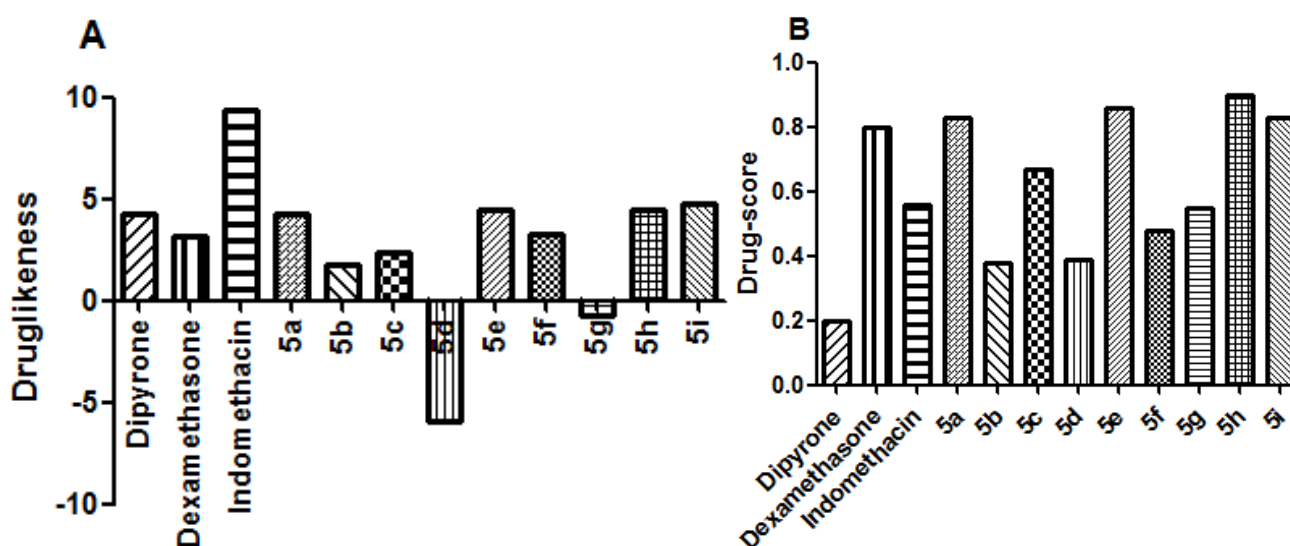 A
Druglikeness
10
5
0
-5
-10
Dipyrone
Dexamethasone
Indomethacin
5a
5b
5c
5d
5e
5f
5g
5h
5i
B
Drug-score
1.0
0.8
0.6
0.4
0.2
0.0
Dipyrone
Dexamethasone
Indomethacin
5a
5b
5c
5d
5e
5f
5g
5h
5i